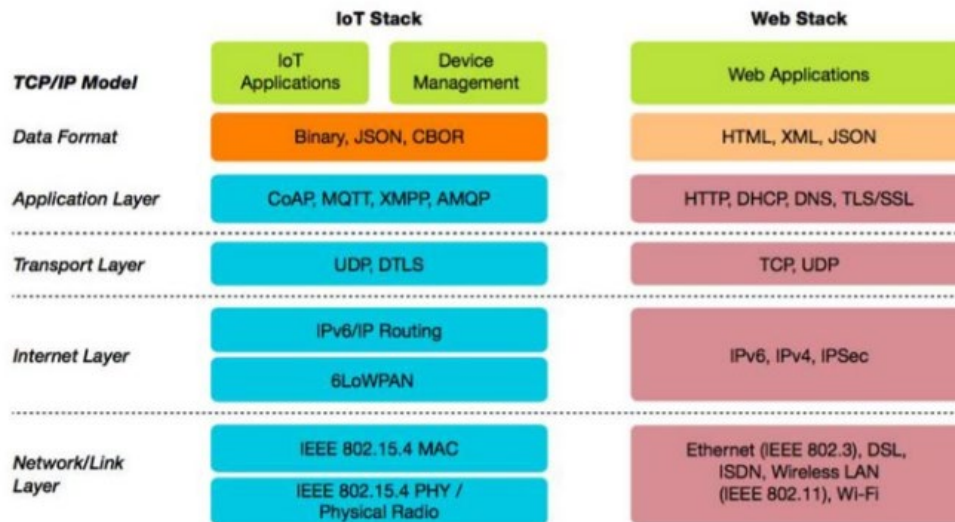 IoT Stack
Web Stack
TCP/IP Model
IoT
Applications
Device
Management
Web Applications
Data Format
Binary, JSON, CBOR
HTML, XML, JSON
Application Layer
CoAP, MQTT, XMPP, AMQP
HTTP, DHCP, DNS, TLS/SSL
Transport Layer
UDP, DTLS
TCP, UDP
Internet Layer
IPv6/IP Routing
6LoWPAN
IPv6, IPv4, IPSec
Network/Link
Layer
IEEE 802.15.4 MAC
IEEE 802.15.4 PHY /
Physical Radio
Ethernet (IEEE 802.3), DSL,
ISDN, Wireless LAN
(IEEE 802.11), Wi-Fi